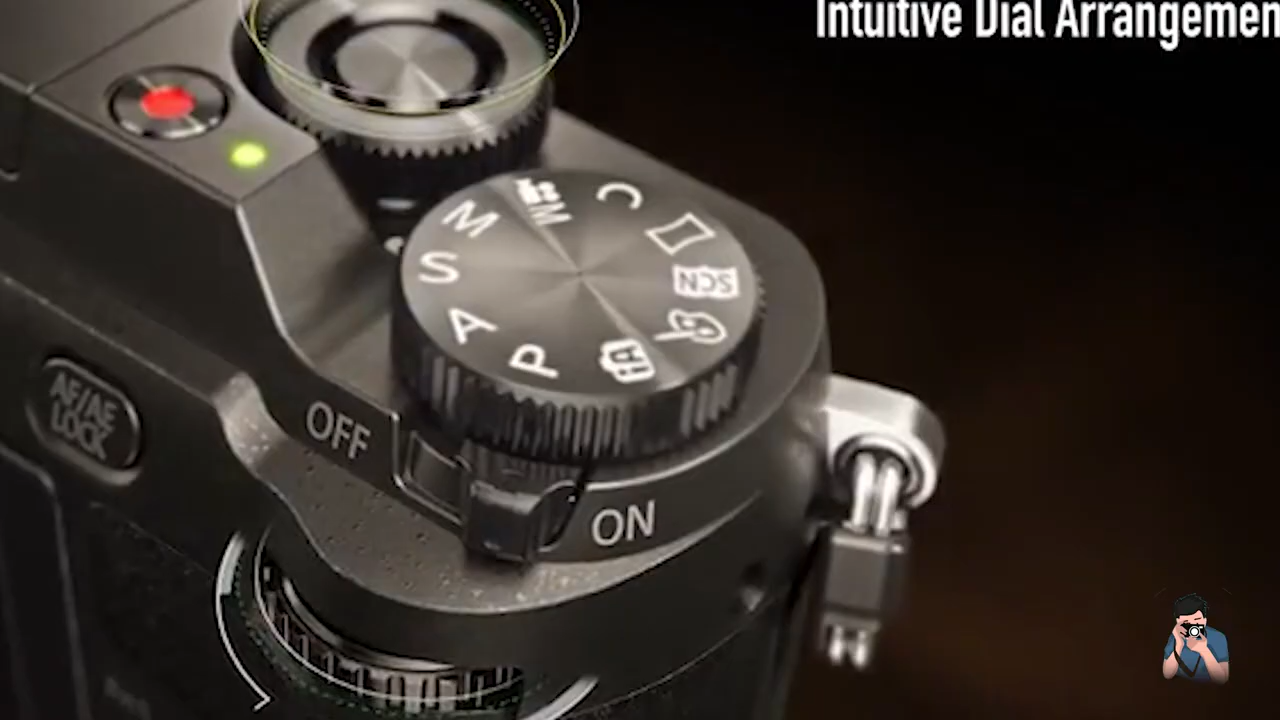 Intuitive Dial Arrangemen
M
M
C
SCN
S
A
P
iA
AF/AE
LOCK
OFF
ON